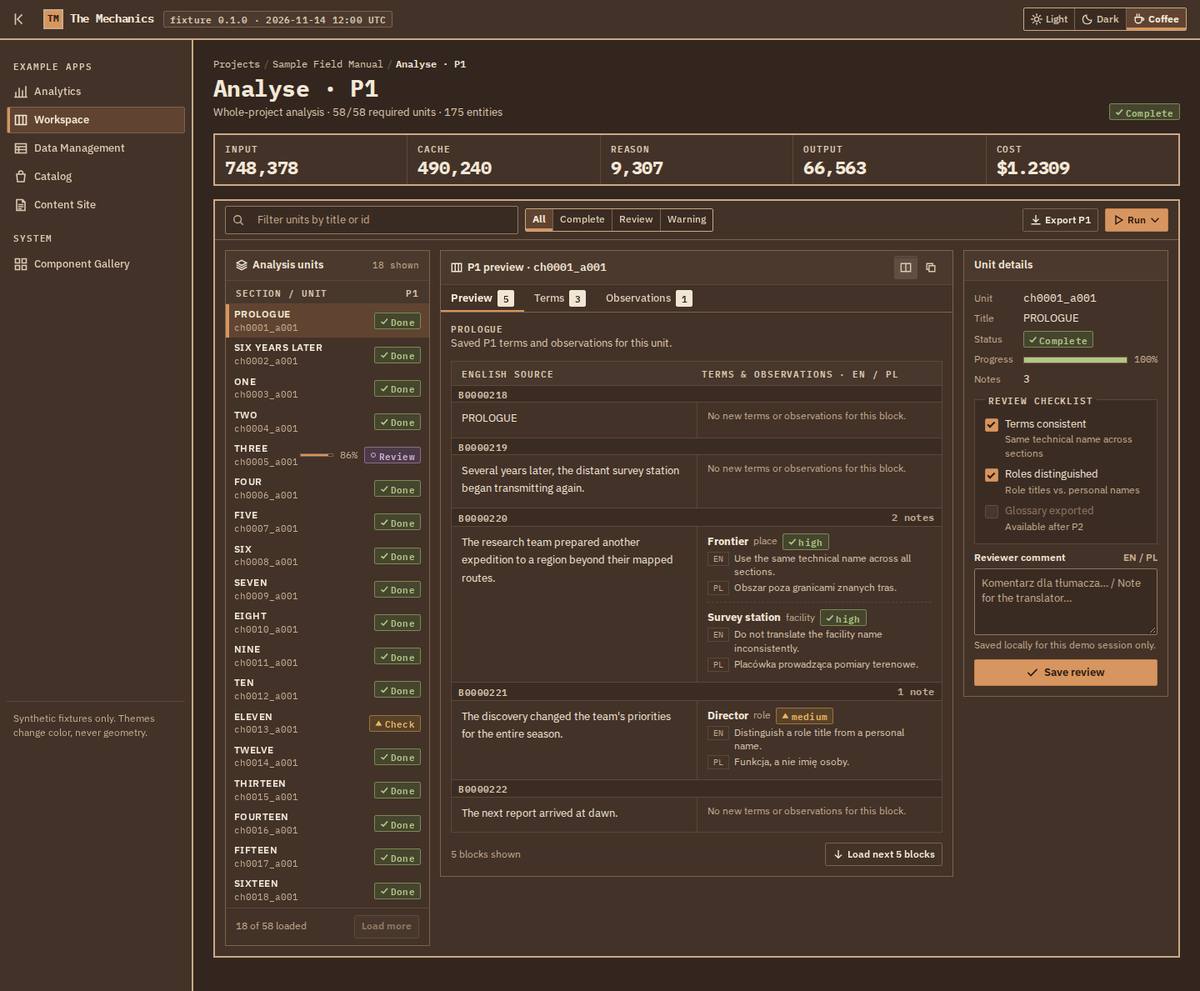 TM The Mechanics fixture 0.1.0 · 2026-11-14 12:00 UTC Light Dark Coffee
EXAMPLE APPS
Analytics
Workspace
Data Management
Catalog
Content Site
SYSTEM
Component Gallery
Synthetic fixtures only. Themes
change color, never geometry.
Projects / Sample Field Manual / Analyse · P1
Analyse · P1
Whole-project analysis · 58/58 required units · 175 entities
Complete
INPUT
748,378
CACHE
490,240
REASON
9,307
OUTPUT
66,563
COST
$1.2309
Filter units by title or id
All Complete Review Warning
Export P1 Run
Analysis units 18 shown
SECTION / UNIT P1
PROLOGUE
ch0001_a001 Done
SIX YEARS LATER
ch0002_a001 Done
ONE
ch0003_a001 Done
TWO
ch0004_a001 Done
THREE
ch0005_a001 86% Review
FOUR
ch0006_a001 Done
FIVE
ch0007_a001 Done
SIX
ch0008_a001 Done
SEVEN
ch0009_a001 Done
EIGHT
ch0010_a001 Done
NINE
ch0011_a001 Done
TEN
ch0012_a001 Done
ELEVEN
ch0013_a001 Check
TWELVE
ch0014_a001 Done
THIRTEEN
ch0015_a001 Done
FOURTEEN
ch0016_a001 Done
FIFTEEN
ch0017_a001 Done
SIXTEEN
ch0018_a001 Done
18 of 58 loaded Load more
P1 preview · ch0001_a001
Preview 5 Terms 3 Observations 1
PROLOGUE
Saved P1 terms and observations for this unit.
ENGLISH SOURCE TERMS & OBSERVATIONS · EN / PL
B0000218
PROLOGUE
No new terms or observations for this block.
B0000219
Several years later, the distant survey station
began transmitting again.
No new terms or observations for this block.
B0000220 2 notes
The research team prepared another
expedition to a region beyond their mapped
routes.
Frontier place high
EN Use the same technical name across all
sections.
PL Obszar poza granicami znanych tras.
Survey station facility high
EN Do not translate the facility name
inconsistently.
PL Placówka prowadząca pomiary terenowe.
B0000221 1 note
The discovery changed the team's priorities
for the entire season.
Director role medium
EN Distinguish a role title from a personal
name.
PL Funkcja, a nie imię osoby.
B0000222
The next report arrived at dawn.
No new terms or observations for this block.
5 blocks shown Load next 5 blocks
Unit details
Unit ch0001_a001
Title PROLOGUE
Status Complete
Progress 100%
Notes 3
REVIEW CHECKLIST
Terms consistent
Same technical name across
sections
Roles distinguished
Role titles vs. personal names
Glossary exported
Available after P2
Reviewer comment EN / PL
Komentarz dla tłumacza… / Note
for the translator…
Saved locally for this demo session only.
Save review